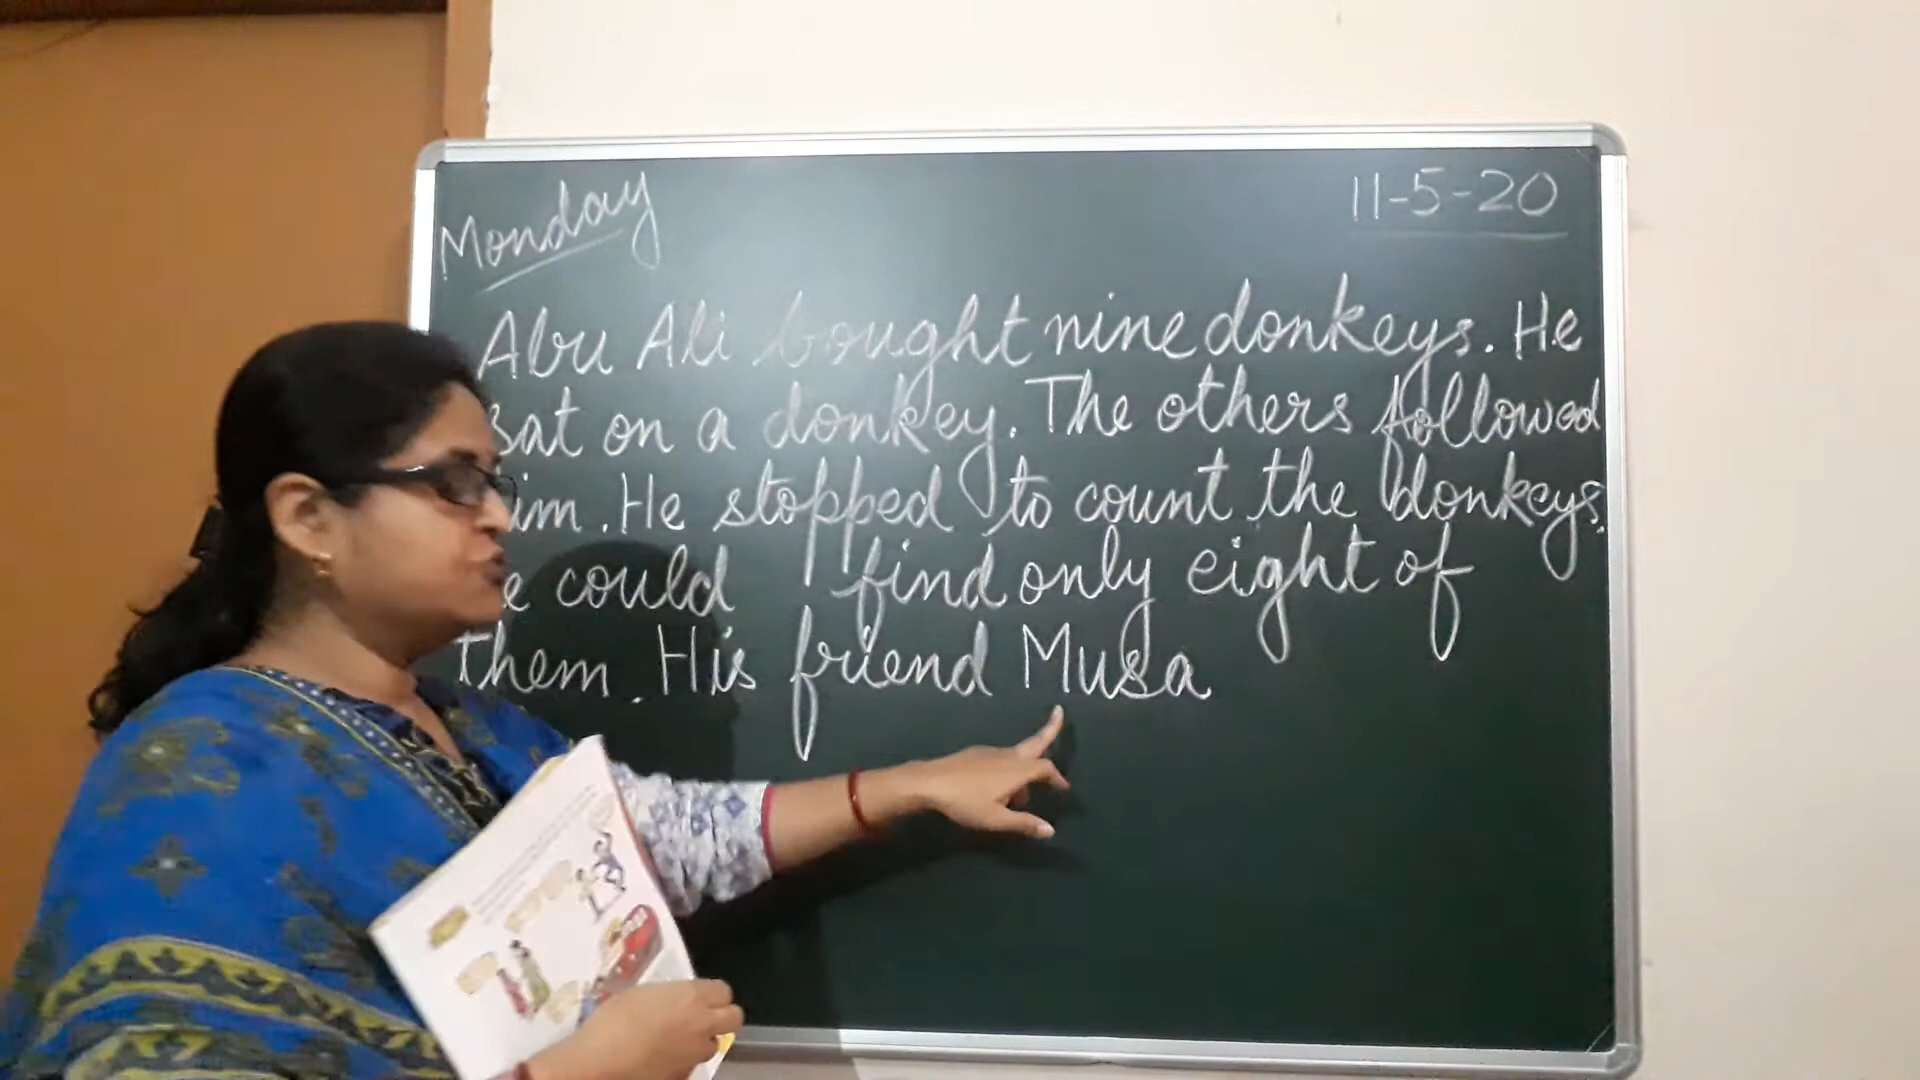 Monday 11-5-20
Abu Ali bought nine donkeys. He
sat on a donkey. The others followed
im. He stopped to count the donkeys.
e could find only eight of
them. His friend Musa